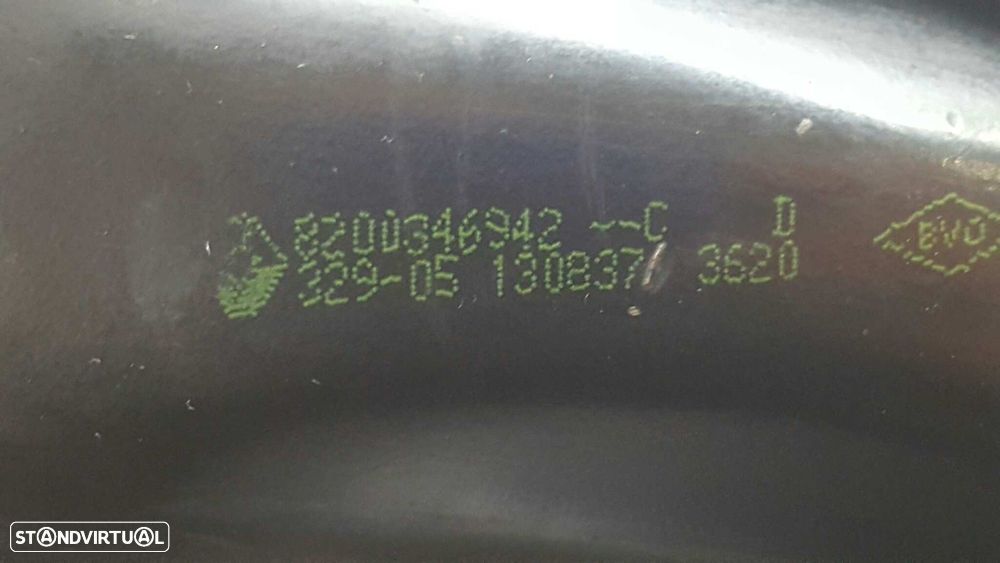 8200346942 --C D
329-05 130837/ 3620
STANDVIRTUAL